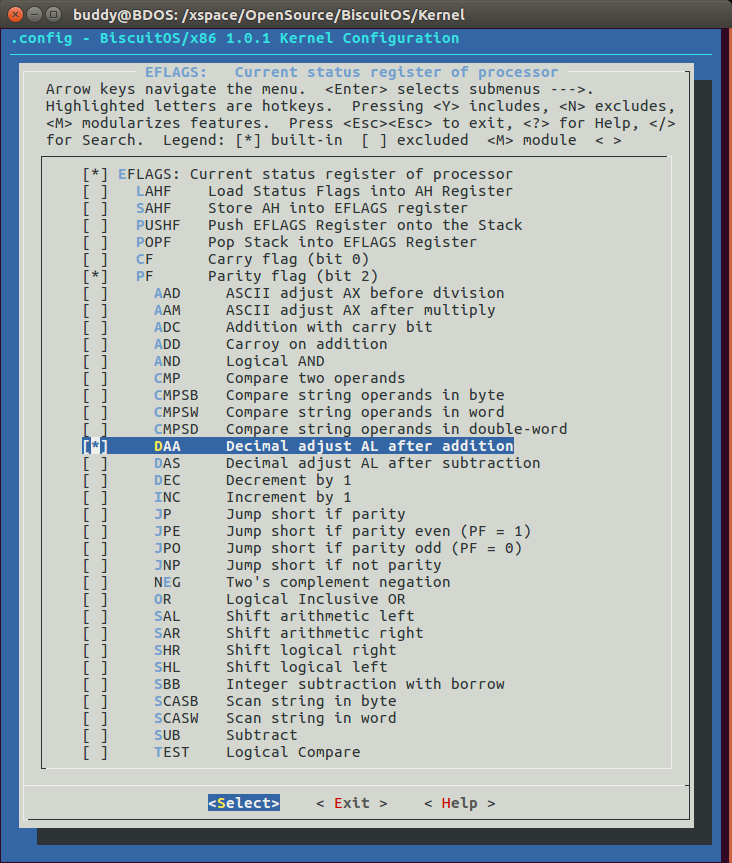 buddy@BDOS: /xspace/OpenSource/BiscuitOS/Kernel
.config - BiscuitOS/x86 1.0.1 Kernel Configuration
EFLAGS:   Current status register of processor
Arrow keys navigate the menu.  <Enter> selects submenus --->.
Highlighted letters are hotkeys.  Pressing <Y> includes, <N> excludes,
<M> modularizes features.  Press <Esc><Esc> to exit, <?> for Help, </>
for Search.  Legend: [*] built-in  [ ] excluded  <M> module  < >
[*] EFLAGS: Current status register of processor
[ ]   LAHF    Load Status Flags into AH Register
[ ]   SAHF    Store AH into EFLAGS register
[ ]   PUSHF   Push EFLAGS Register onto the Stack
[ ]   POPF    Pop Stack into EFLAGS Register
[ ]   CF      Carry flag (bit 0)
[*]   PF      Parity flag (bit 2)
[ ]     AAD     ASCII adjust AX before division
[ ]     AAM     ASCII adjust AX after multiply
[ ]     ADC     Addition with carry bit
[ ]     ADD     Carroy on addition
[ ]     AND     Logical AND
[ ]     CMP     Compare two operands
[ ]     CMPSB   Compare string operands in byte
[ ]     CMPSW   Compare string operands in word
[ ]     CMPSD   Compare string operands in double-word
[*]     DAA     Decimal adjust AL after addition
[ ]     DAS     Decimal adjust AL after subtraction
[ ]     DEC     Decrement by 1
[ ]     INC     Increment by 1
[ ]     JP      Jump short if parity
[ ]     JPE     Jump short if parity even (PF = 1)
[ ]     JPO     Jump short if parity odd (PF = 0)
[ ]     JNP     Jump short if not parity
[ ]     NEG     Two's complement negation
[ ]     OR      Logical Inclusive OR
[ ]     SAL     Shift arithmetic left
[ ]     SAR     Shift arithmetic right
[ ]     SHR     Shift logical right
[ ]     SHL     Shift logical left
[ ]     SBB     Integer subtraction with borrow
[ ]     SCASB   Scan string in byte
[ ]     SCASW   Scan string in word
[ ]     SUB     Subtract
[ ]     TEST    Logical Compare
<Select>    < Exit >    < Help >